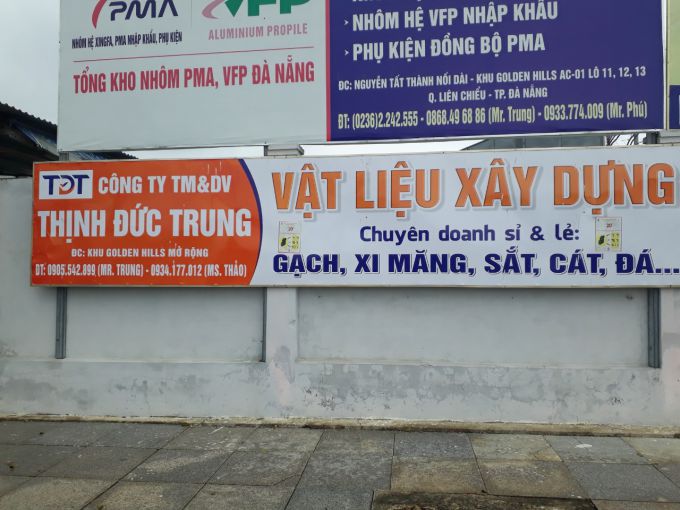 PMA
NHÔM HỆ XINGFA, PMA NHẬP KHẨU, PHỤ KIỆN
VFP
ALUMINIUM PROPILE
TỔNG KHO NHÔM PMA, VFP ĐÀ NẴNG
NHÔM HỆ VFP NHẬP KHẨU
PHỤ KIỆN ĐỒNG BỘ PMA
ĐC: NGUYỄN TẤT THÀNH NỐI DÀI - KHU GOLDEN HILLS AC-01 LÔ 11, 12, 13
Q. LIÊN CHIỂU - TP. ĐÀ NẴNG
ĐT: (0236)2.242.555 - 0868.49 68 86 (Mr. Trung) - 0933.774.009 (Mr. Phú)
TDT
CÔNG TY TM&DV
THỊNH ĐỨC TRUNG
ĐC: KHU GOLDEN HILLS MỞ RỘNG
DT: 0905.542.899 (MR. TRUNG) - 0934.177.012 (MS. THẢO)
VẬT LIỆU XÂY DỰNG
Chuyên doanh sỉ & lẻ:
GẠCH, XI MĂNG, SẮT, CÁT, ĐÁ...